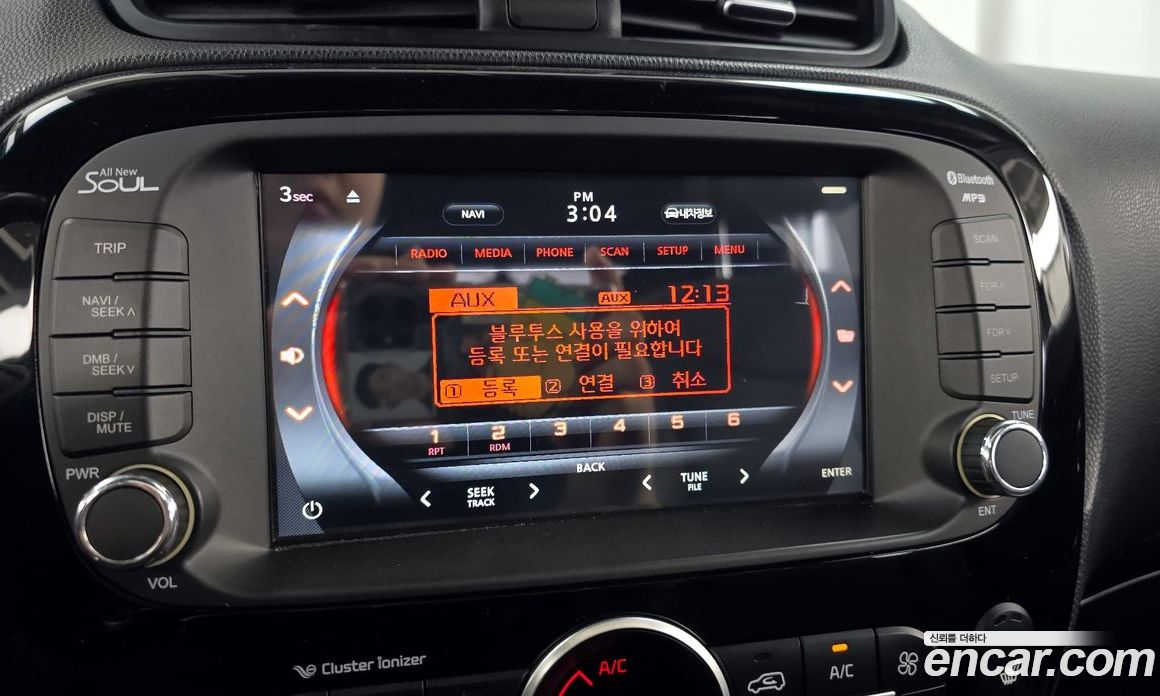 All New
SOUL
Bluetooth
MP3
3 sec
PM
3:04
NAVI
내차정보
RADIO
MEDIA
PHONE
SCAN
SETUP
MENU
AUX
AUX
12:13
블루투스 사용을 위하여
등록 또는 연결이 필요합니다
1 등록 2 연결 3 취소
1 2 3 4 5 6
RPT
RDM
BACK
SEEK
TRACK
TUNE
FILE
ENTER
TRIP
NAVI /
SEEK ∧
DMB /
SEEK ∨
DISP /
MUTE
PWR
VOL
SCAN
FDR ∧
FDR ∨
SETUP
TUNE
ENT
Cluster ionizer
A/C
A/C
신뢰를 더하다
encar.com